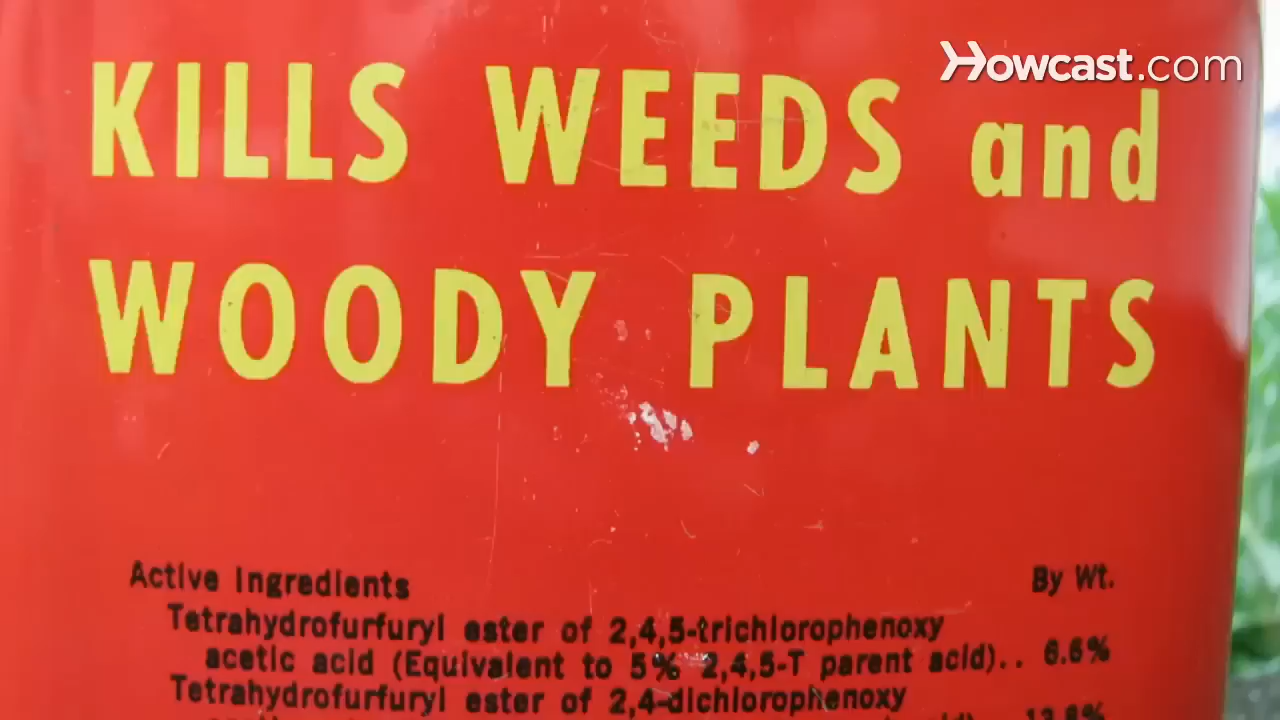 Howcast.com
KILLS WEEDS and
WOODY PLANTS
Active Ingredients By Wt.
Tetrahydrofurfuryl ester of 2,4,5-trichlorophenoxy
acetic acid (Equivalent to 5% 2,4,5-T parent acid).. 6.6%
Tetrahydrofurfuryl ester of 2,4-dichlorophenoxy